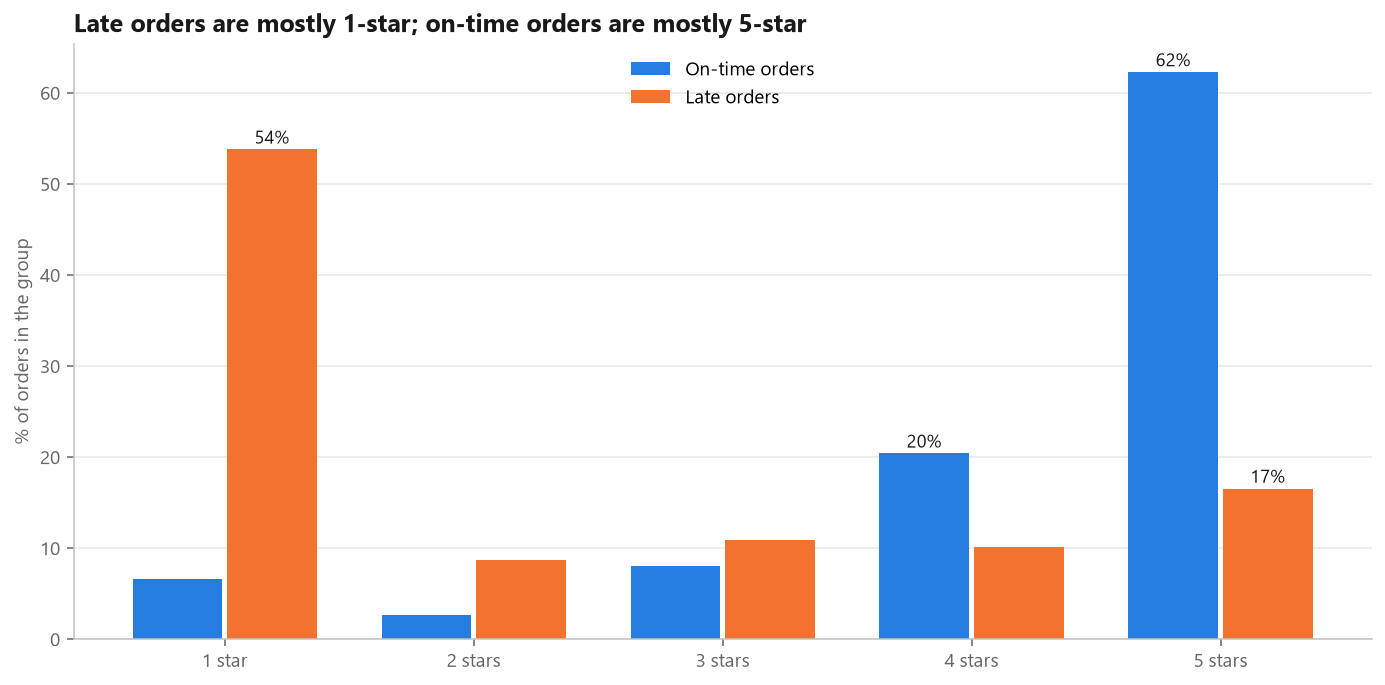 Late orders are mostly 1-star; on-time orders are mostly 5-star
On-time orders
Late orders
% of orders in the group
60
50
40
30
20
10
0
54%
20%
62%
17%
1 star
2 stars
3 stars
4 stars
5 stars